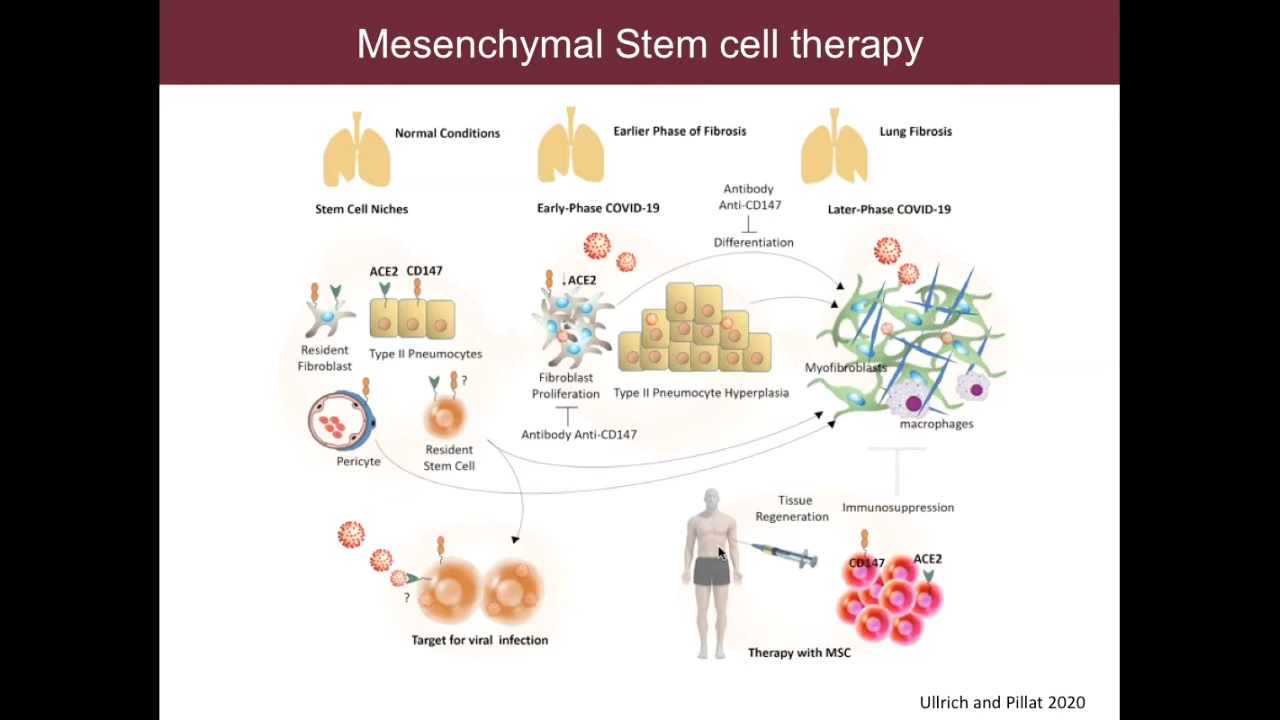 Mesenchymal Stem cell therapy
Normal Conditions
Earlier Phase of Fibrosis
Lung Fibrosis
Stem Cell Niches
Early-Phase COVID-19
Antibody
Anti-CD147
Differentiation
Later-Phase COVID-19
ACE2 CD147
↓ACE2
Resident
Fibroblast
Type II Pneumocytes
Fibroblast
Proliferation
Type II Pneumocyte Hyperplasia
Myofibroblasts
macrophages
?
Antibody Anti-CD147
Pericyte
Resident
Stem Cell
Tissue
Regeneration
Immunosuppression
CD147
ACE2
?
Target for viral infection
Therapy with MSC
Ullrich and Pillat 2020